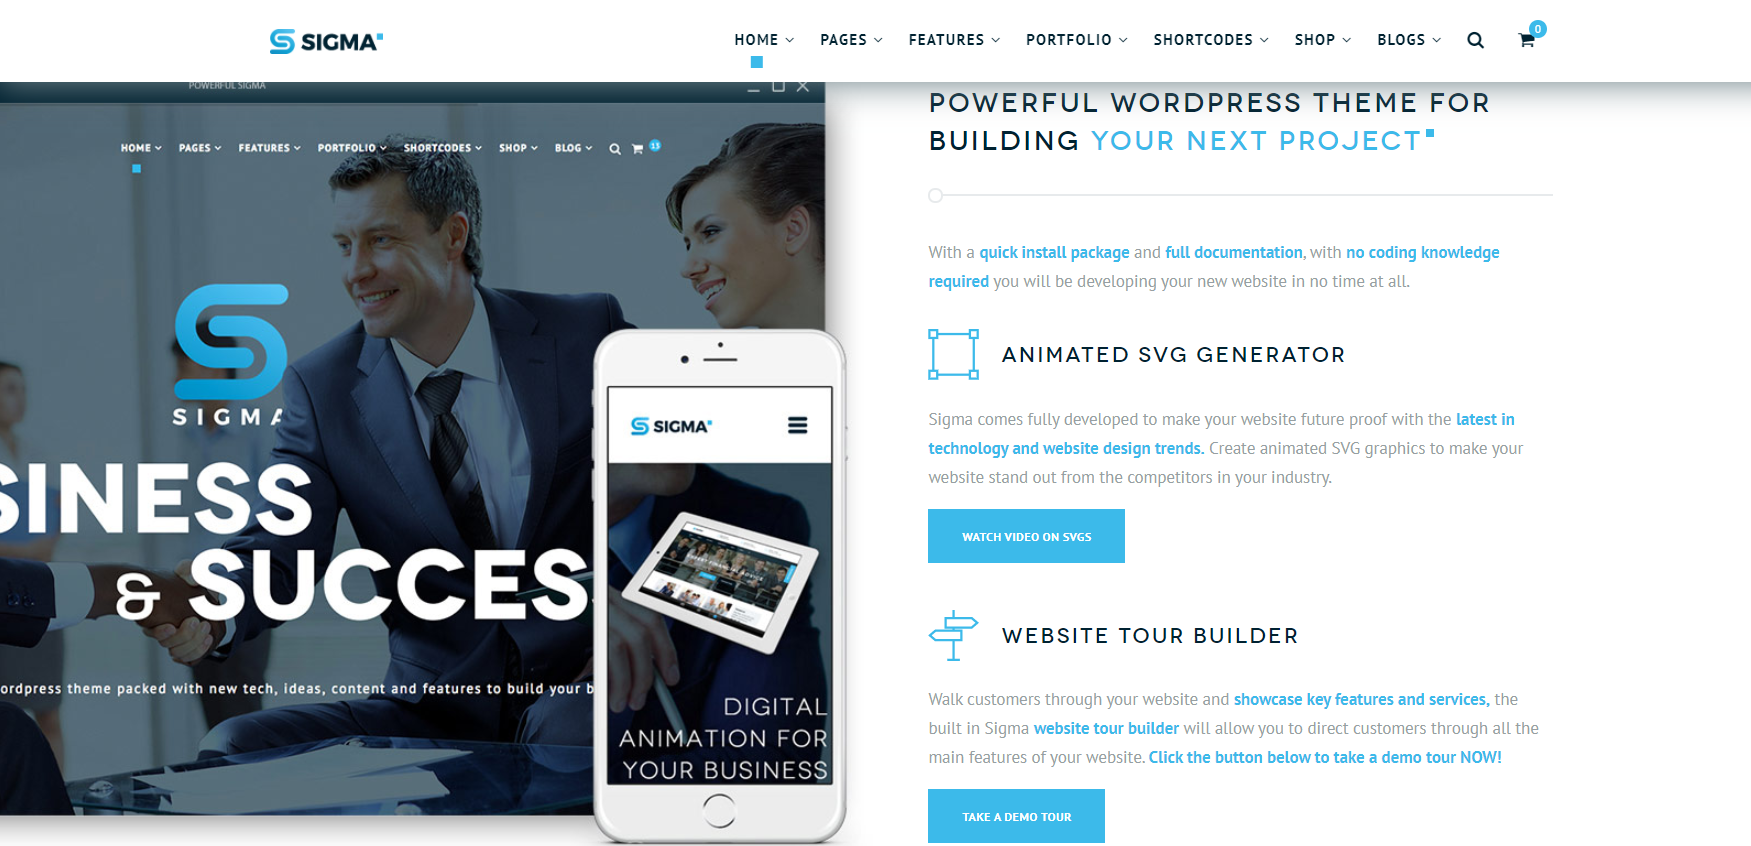 SIGMA
HOME PAGES FEATURES PORTFOLIO SHORTCODES SHOP BLOGS 0
POWERFUL SIGMA
HOME PAGES FEATURES PORTFOLIO SHORTCODES SHOP BLOG 13
SIGMA
SINESS
& SUCCES
ordpress theme packed with new tech, ideas, content and features to build your b
SIGMA
DIGITAL
ANIMATION FOR
YOUR BUSINESS
POWERFUL WORDPRESS THEME FOR
BUILDING YOUR NEXT PROJECT
With a quick install package and full documentation, with no coding knowledge
required you will be developing your new website in no time at all.
ANIMATED SVG GENERATOR
Sigma comes fully developed to make your website future proof with the latest in
technology and website design trends. Create animated SVG graphics to make your
website stand out from the competitors in your industry.
WATCH VIDEO ON SVGS
WEBSITE TOUR BUILDER
Walk customers through your website and showcase key features and services, the
built in Sigma website tour builder will allow you to direct customers through all the
main features of your website. Click the button below to take a demo tour NOW!
TAKE A DEMO TOUR